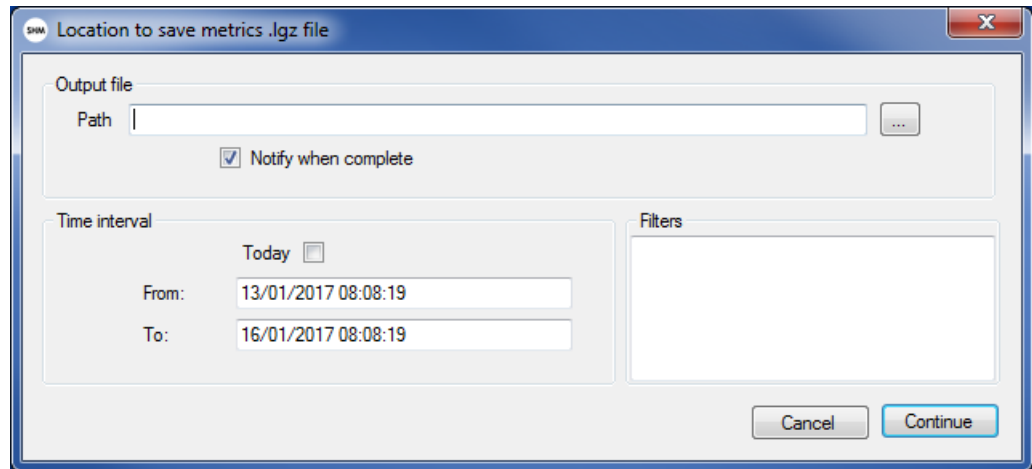 SHM Location to save metrics .lgz file
Output file
Path ...
Notify when complete
Time interval
Today
From: 13/01/2017 08:08:19
To: 16/01/2017 08:08:19
Filters
Cancel Continue